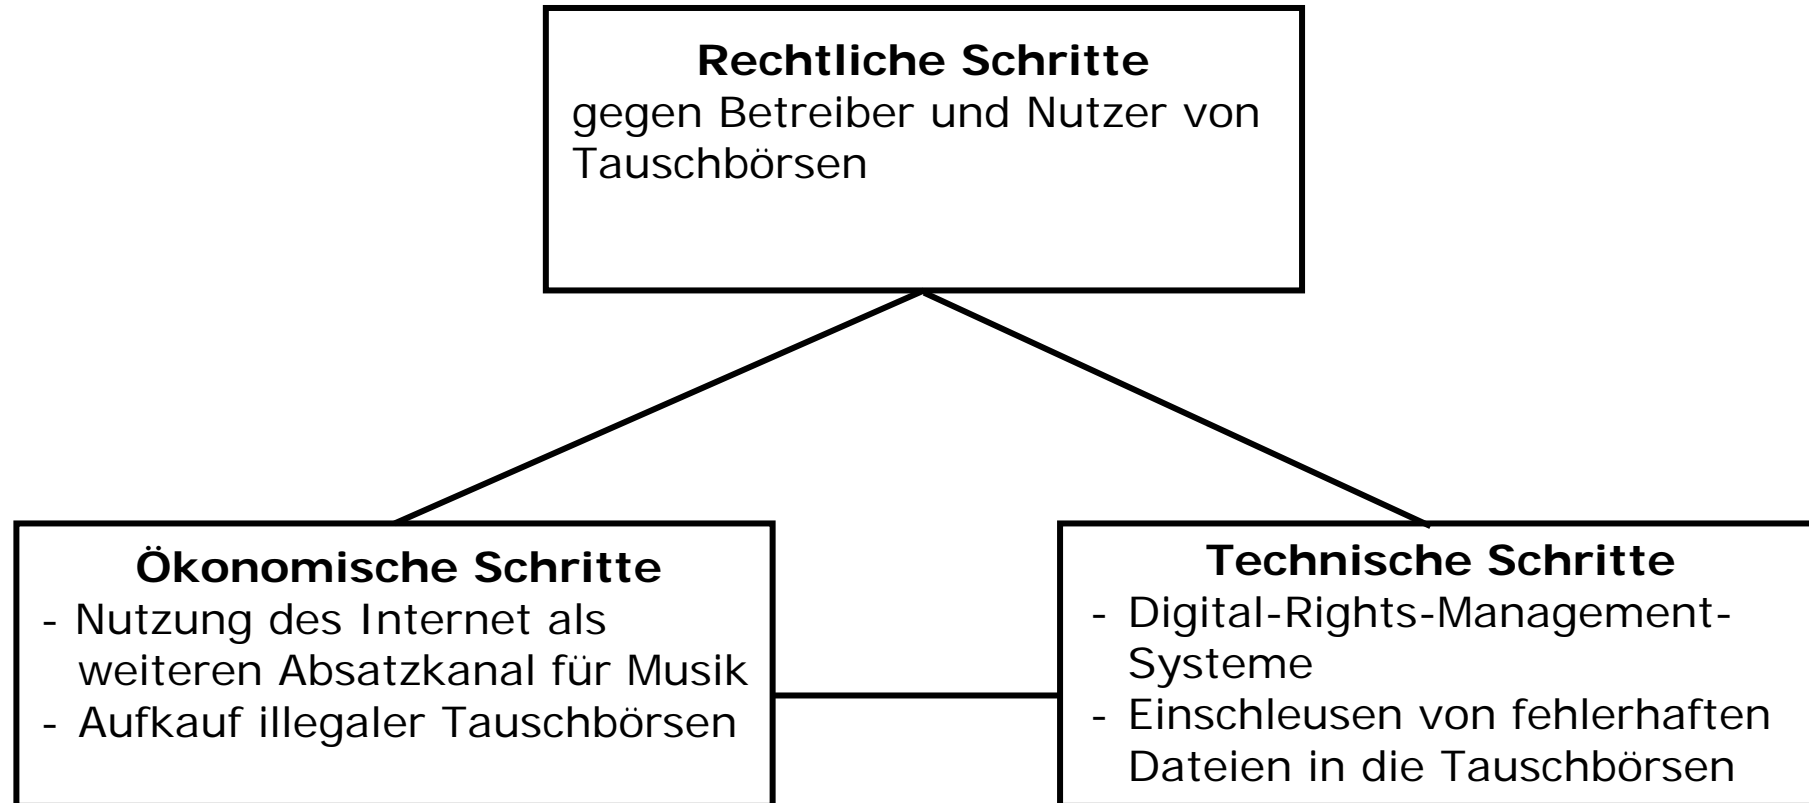 Rechtliche Schritte
gegen Betreiber und Nutzer von
Tauschbörsen
Ökonomische Schritte
- Nutzung des Internet als
weiteren Absatzkanal für Musik
- Aufkauf illegaler Tauschbörsen
Technische Schritte
- Digital-Rights-Management-
Systeme
- Einschleusen von fehlerhaften
Dateien in die Tauschbörsen